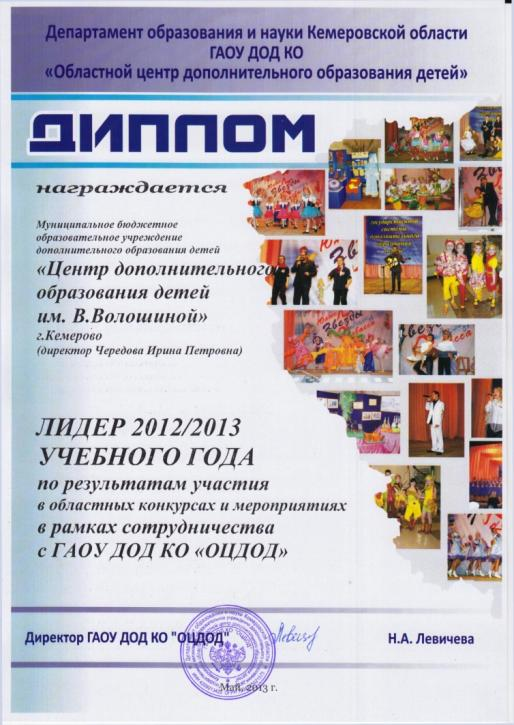 Департамент образования и науки Кемеровской области
ГАОУ ДОД КО
«Областной центр дополнительного образования детей»
ДИПЛОМ
награждается
Муниципальное бюджетное
образовательное учреждение
дополнительного образования детей
«Центр дополнительного
образования детей
им. В.Волошиной»
г.Кемерово
(директор Чередова Ирина Петровна)
ЛИДЕР 2012/2013
УЧЕБНОГО ГОДА
по результатам участия
в областных конкурсах и мероприятиях
в рамках сотрудничества
с ГАОУ ДОД КО «ОЦДОД»
Директор ГАОУ ДОД КО "ОЦДОД"
Н.А. Левичева
Май, 2013 г.